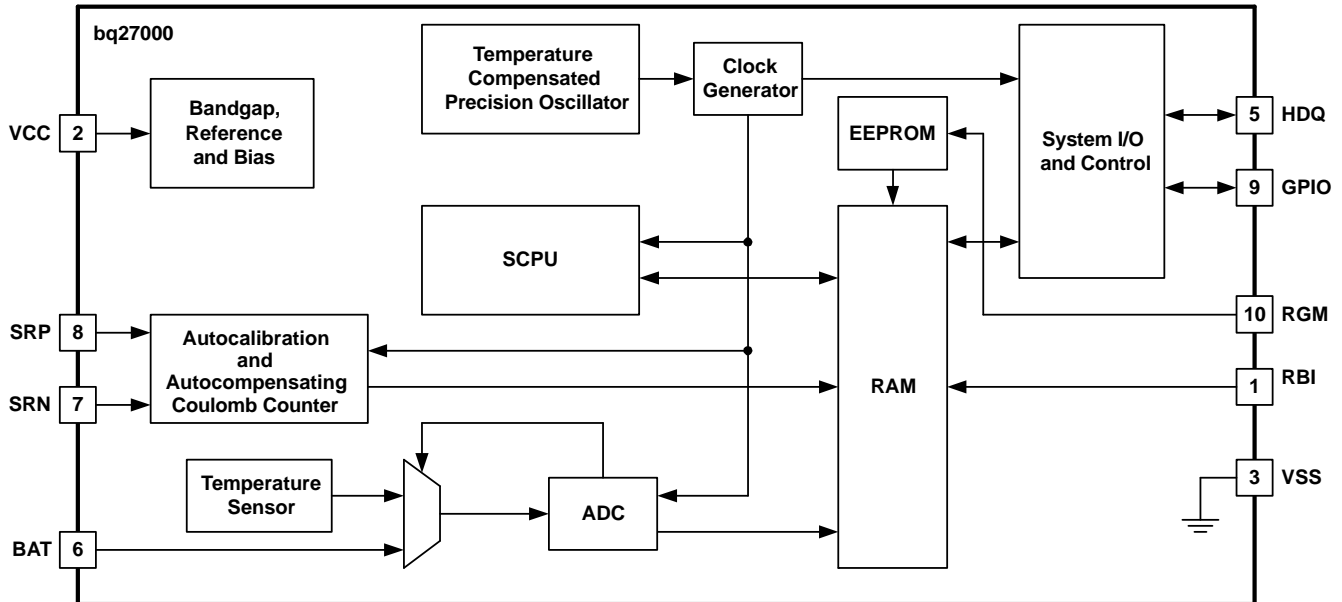 bq27000
Temperature
Compensated
Precision Oscillator
Clock
Generator
Bandgap,
Reference
and Bias
VCC
2
EEPROM
System I/O
and Control
5
HDQ
9
GPIO
SCPU
SRP
8
SRN
7
Autocalibration
and
Autocompensating
Coulomb Counter
RAM
10
RGM
1
RBI
Temperature
Sensor
ADC
3
VSS
BAT
6